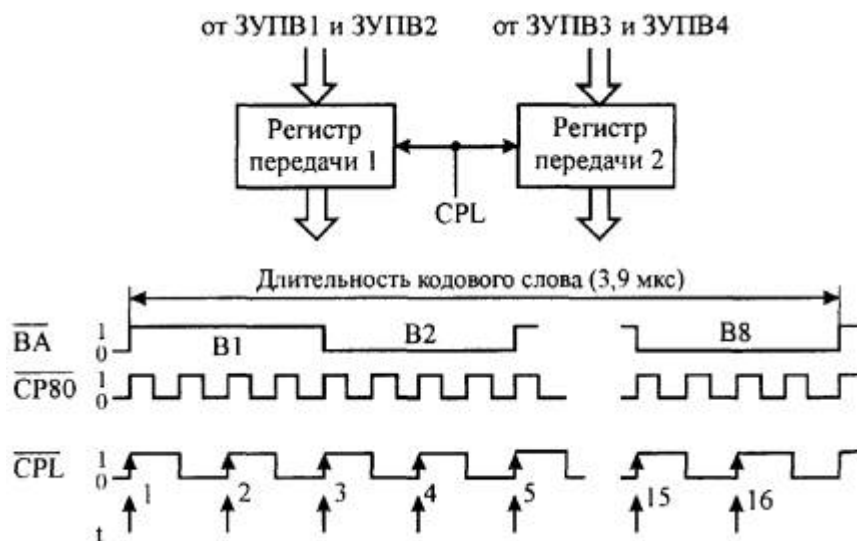 от ЗУПВ1 и ЗУПВ2 от ЗУПВ3 и ЗУПВ4
Регистр
передачи 1
Регистр
передачи 2
CPL
Длительность кодового слова (3,9 мкс)
BA 1 0 B1 B2 B8
CP80 1 0
CPL 1 0
1 2 3 4 5 15 16
t